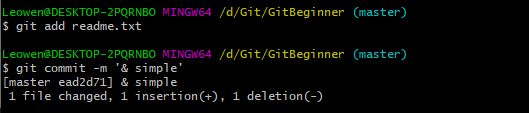 Leowen@DESKTOP-2PQRNBO MINGW64 /d/Git/GitBeginner (master)
$ git add readme.txt
Leowen@DESKTOP-2PQRNBO MINGW64 /d/Git/GitBeginner (master)
$ git commit -m '& simple'
[master ead2d71] & simple
 1 file changed, 1 insertion(+), 1 deletion(-)